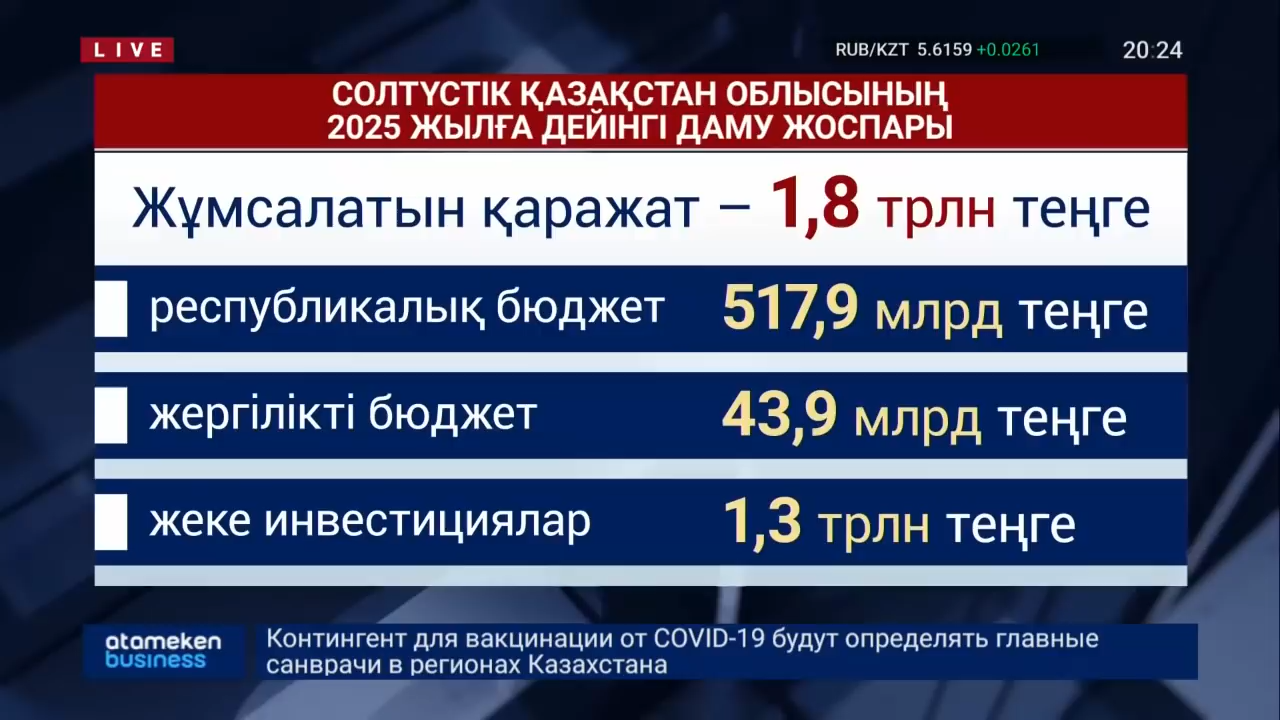 LIVE
RUB/KZT 5.6159 +0.0261
20:24
СОЛТҮСТІК ҚАЗАҚСТАН ОБЛЫСЫНЫҢ
2025 ЖЫЛҒА ДЕЙІНГІ ДАМУ ЖОСПАРЫ
Жұмсалатын қаражат – 1,8 трлн теңге
республикалық бюджет 517,9 млрд теңге
жергілікті бюджет 43,9 млрд теңге
жеке инвестициялар 1,3 трлн теңге
atameken
business
Контингент для вакцинации от COVID-19 будут определять главные
санврачи в регионах Казахстана